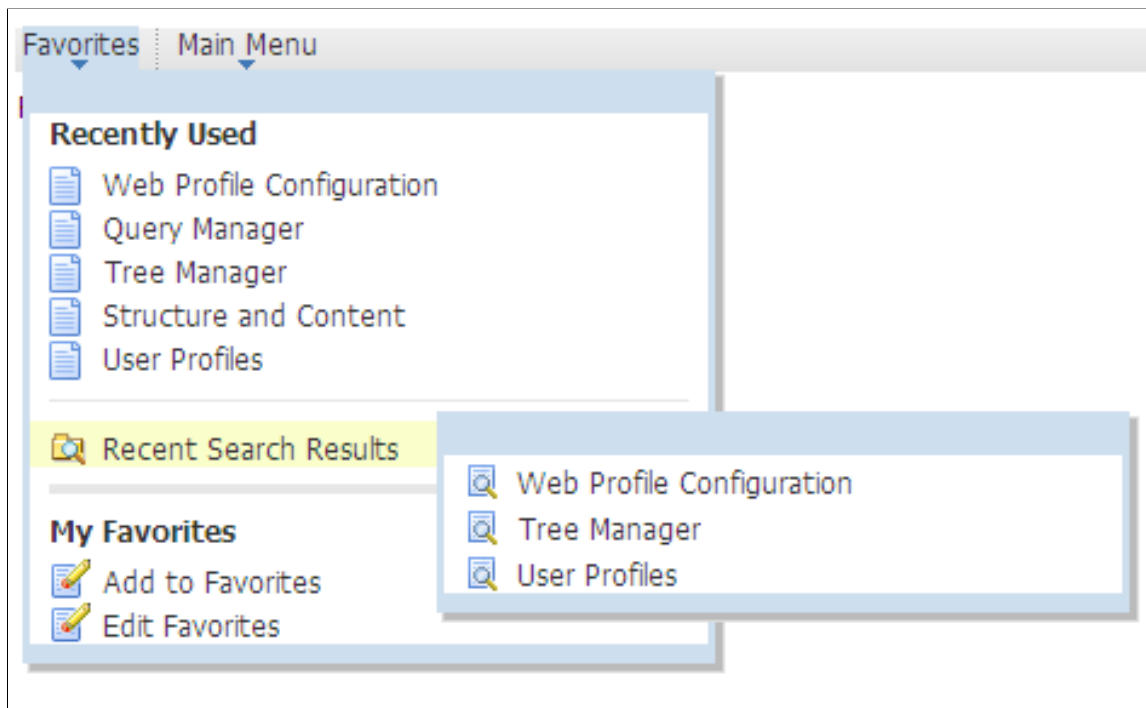 Favorites Main Menu
Recently Used
Web Profile Configuration
Query Manager
Tree Manager
Structure and Content
User Profiles
Recent Search Results
Web Profile Configuration
Tree Manager
User Profiles
My Favorites
Add to Favorites
Edit Favorites